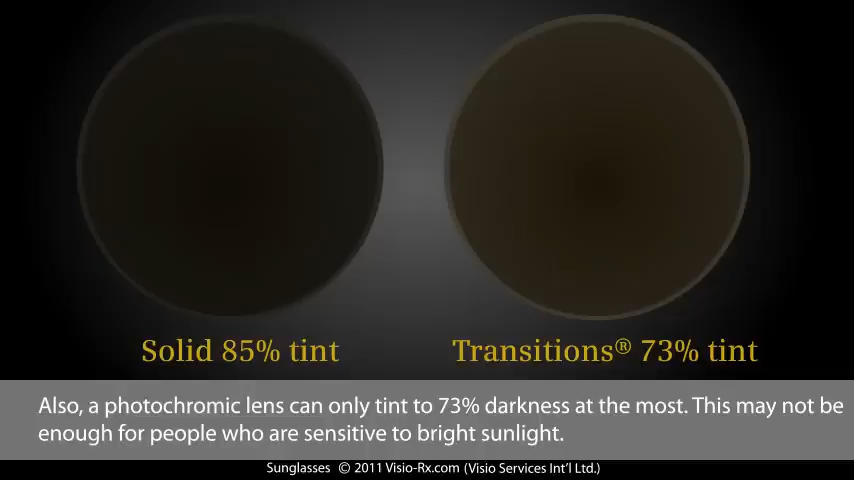 Solid 85% tint
Transitions® 73% tint
Also, a photochromic lens can only tint to 73% darkness at the most. This may not be
enough for people who are sensitive to bright sunlight.
Sunglasses © 2011 Visio-Rx.com (Visio Services Int'l Ltd.)